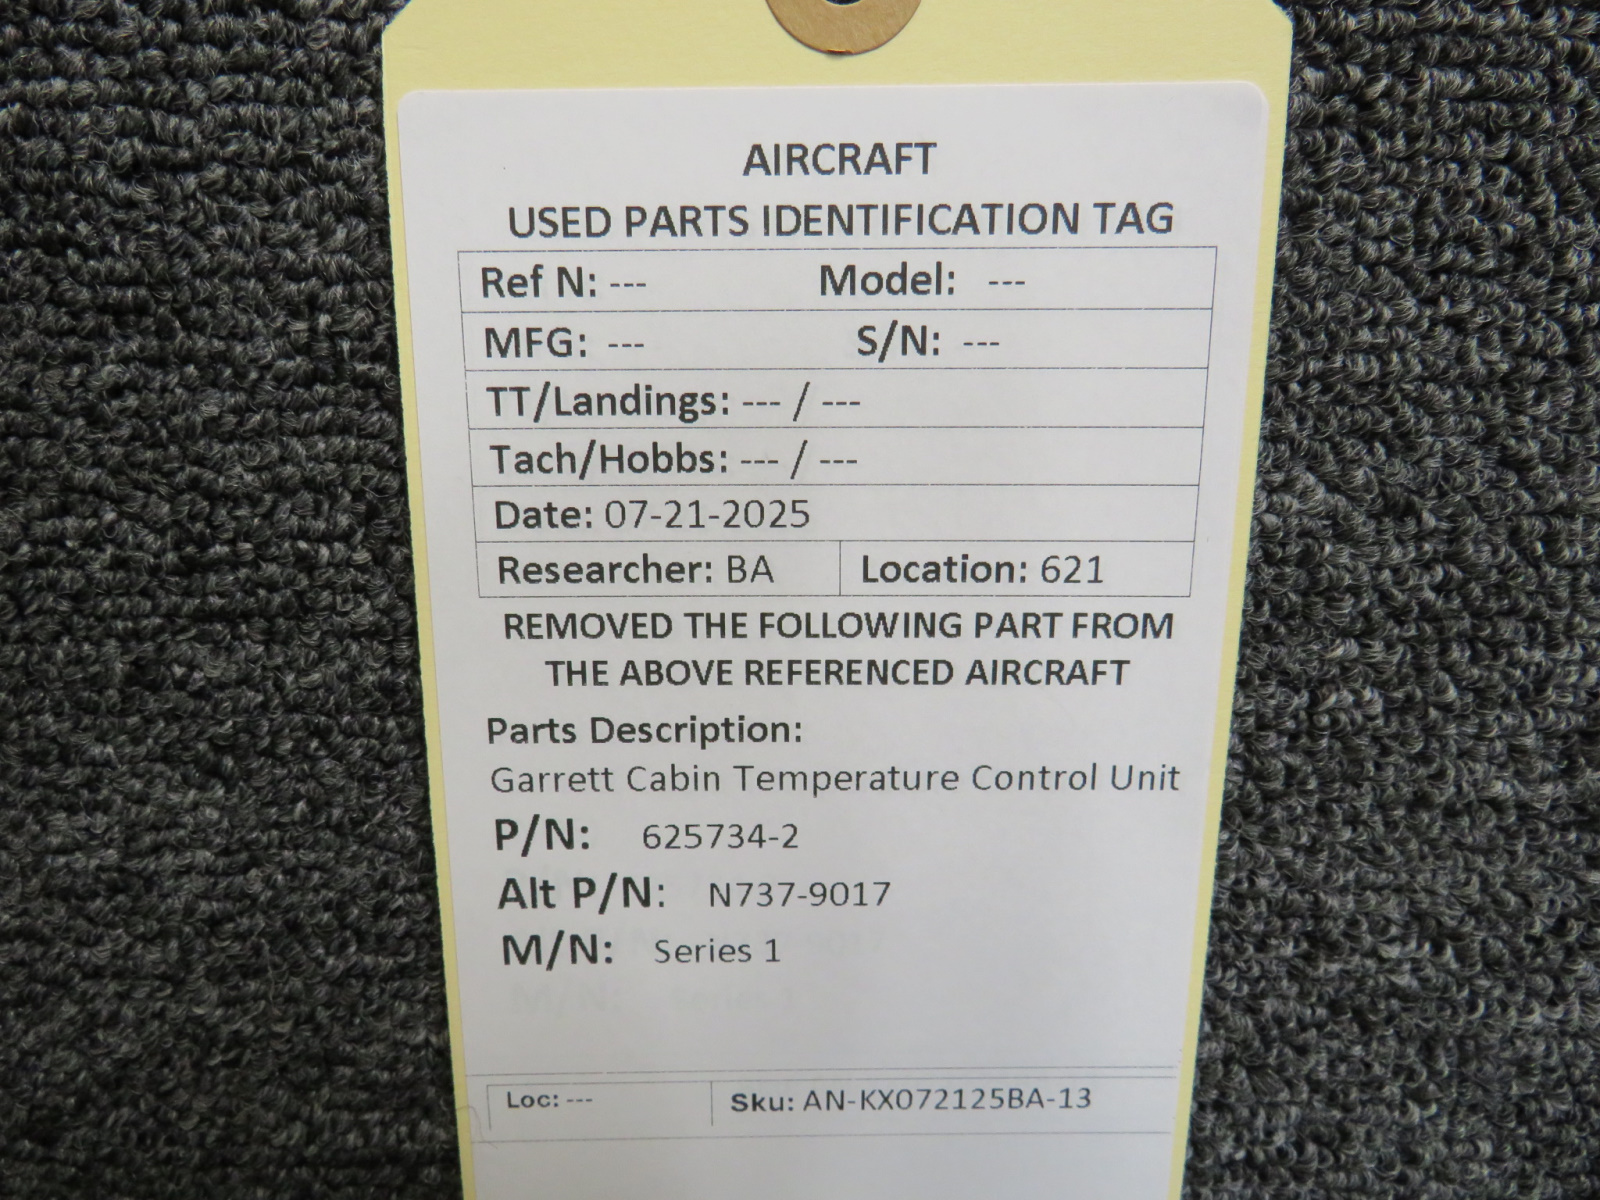 AIRCRAFT
USED PARTS IDENTIFICATION TAG
Ref N: --- Model: ---
MFG: --- S/N: ---
TT/Landings: --- / ---
Tach/Hobbs: --- / ---
Date: 07-21-2025
Researcher: BA Location: 621
REMOVED THE FOLLOWING PART FROM
THE ABOVE REFERENCED AIRCRAFT
Parts Description:
Garrett Cabin Temperature Control Unit
P/N: 625734-2
Alt P/N: N737-9017
M/N: Series 1
Loc: --- Sku: AN-KX072125BA-13